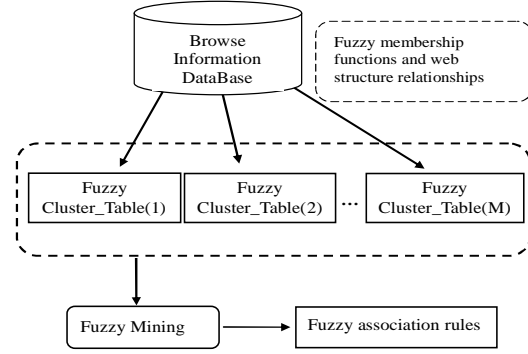 Browse
Information
DataBase
Fuzzy membership
functions and web
structure relationships
Fuzzy
Cluster_Table(1)
Fuzzy
Cluster_Table(2)
...
Fuzzy
Cluster_Table(M)
Fuzzy Mining
Fuzzy association rules